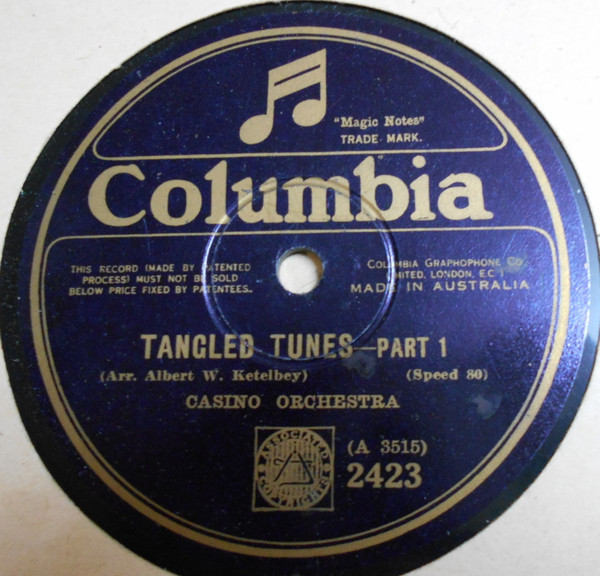 "Magic Notes"
TRADE MARK.
Columbia
THIS RECORD (MADE BY PATENTED
PROCESS) MUST NOT BE SOLD
BELOW PRICE FIXED BY PATENTEES.
COLUMBIA GRAPHOPHONE CO.
LIMITED, LONDON, E.C.1
MADE IN AUSTRALIA
TANGLED TUNES—PART 1
(Arr. Albert W. Ketelbey) (Speed 80)
CASINO ORCHESTRA
ASSOCIATED
COPYRIGHTS
(A 3515)
2423